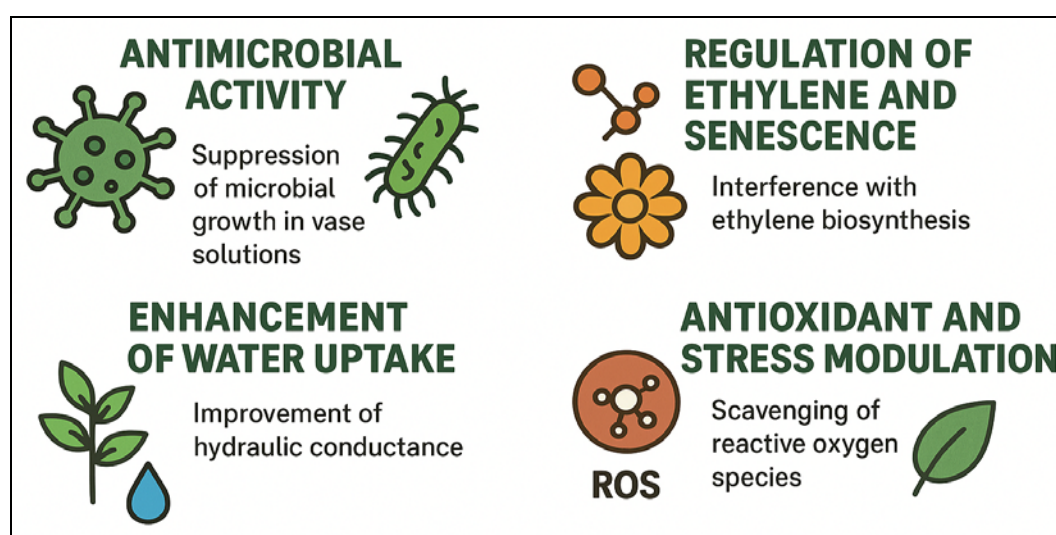 ANTIMICROBIAL
ACTIVITY
Suppression
of microbial
growth in vase
solutions
REGULATION OF
ETHYLENE AND
SENESCENCE
Interference with
ethylene biosynthesis
ENHANCEMENT
OF WATER UPTAKE
Improvement of
hydraulic conductance
ANTIOXIDANT AND
STRESS MODULATION
Scavenging of
reactive oxygen
species
ROS